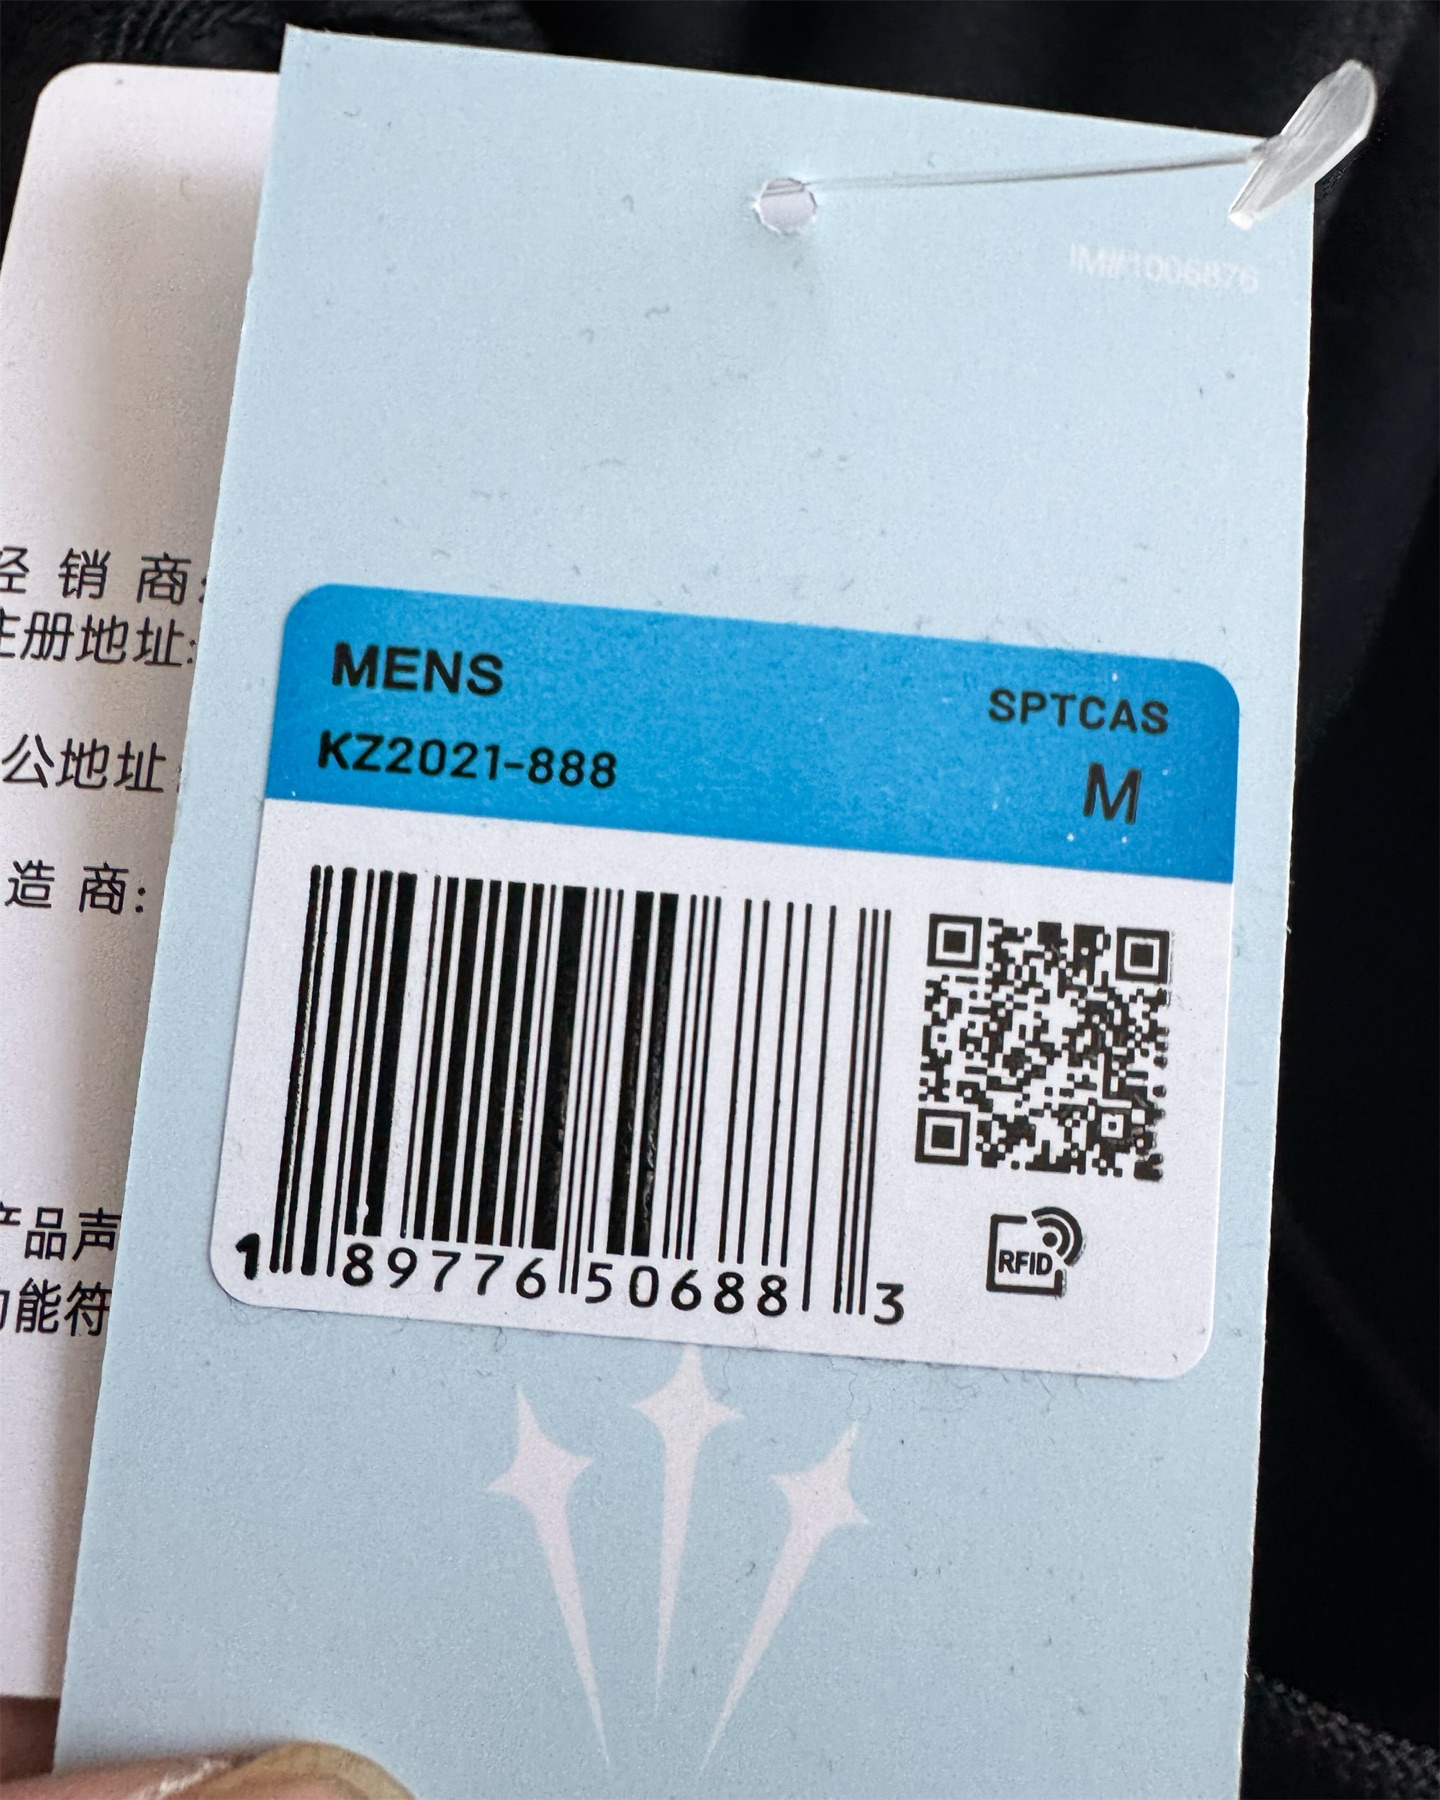 IM#1006876
MENS
SPTCAS
KZ2021-888
M
1 89776 50688 3
RFID
经 销 商:
注册地址:
公地址
造 商:
产品声
功能符